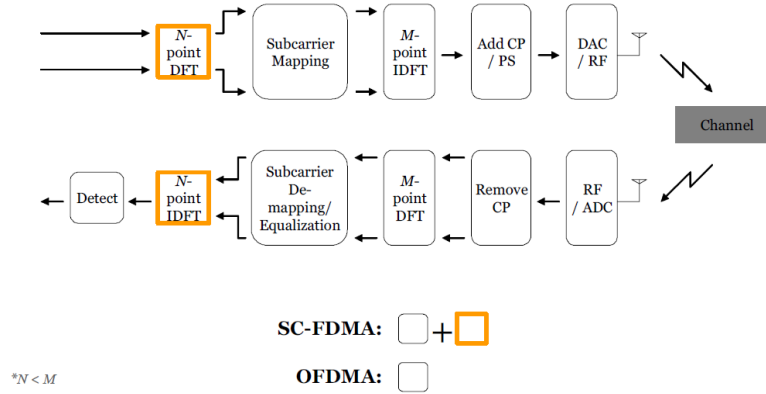 N-
point
DFT
Subcarrier
Mapping
M-
point
IDFT
Add CP
/ PS
DAC
/ RF
Channel
Detect
N-
point
IDFT
Subcarrier
De-
mapping/
Equalization
M-
point
DFT
Remove
CP
RF
/ ADC
SC-FDMA: +
OFDMA:
*N < M